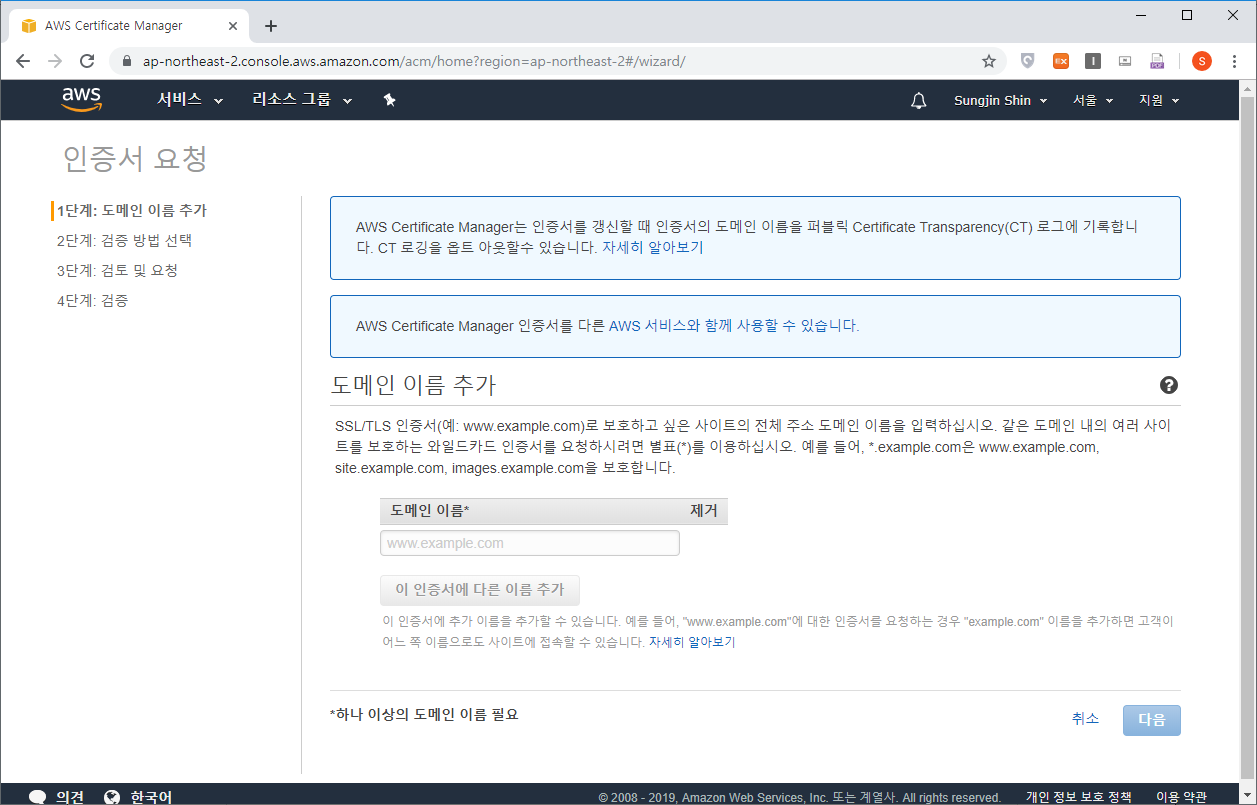 AWS Certificate Manager
ap-northeast-2.console.aws.amazon.com/acm/home?region=ap-northeast-2#/wizard/
EX
I
PDF
S
aws
서비스
리소스 그룹
Sungjin Shin
서울
지원
인증서 요청
1단계: 도메인 이름 추가
2단계: 검증 방법 선택
3단계: 검토 및 요청
4단계: 검증
AWS Certificate Manager는 인증서를 갱신할 때 인증서의 도메인 이름을 퍼블릭 Certificate Transparency(CT) 로그에 기록합니
다. CT 로깅을 옵트 아웃할수 있습니다. 자세히 알아보기
AWS Certificate Manager 인증서를 다른 AWS 서비스와 함께 사용할 수 있습니다.
도메인 이름 추가
?
SSL/TLS 인증서(예: www.example.com)로 보호하고 싶은 사이트의 전체 주소 도메인 이름을 입력하십시오. 같은 도메인 내의 여러 사이
트를 보호하는 와일드카드 인증서를 요청하시려면 별표(*)를 이용하십시오. 예를 들어, *.example.com은 www.example.com,
site.example.com, images.example.com을 보호합니다.
도메인 이름*
제거
www.example.com
이 인증서에 다른 이름 추가
이 인증서에 추가 이름을 추가할 수 있습니다. 예를 들어, "www.example.com"에 대한 인증서를 요청하는 경우 "example.com" 이름을 추가하면 고객이
어느 쪽 이름으로도 사이트에 접속할 수 있습니다. 자세히 알아보기
*하나 이상의 도메인 이름 필요
취소
다음
의견
한국어
© 2008 - 2019, Amazon Web Services, Inc. 또는 계열사. All rights reserved.
개인 정보 보호 정책
이용 약관